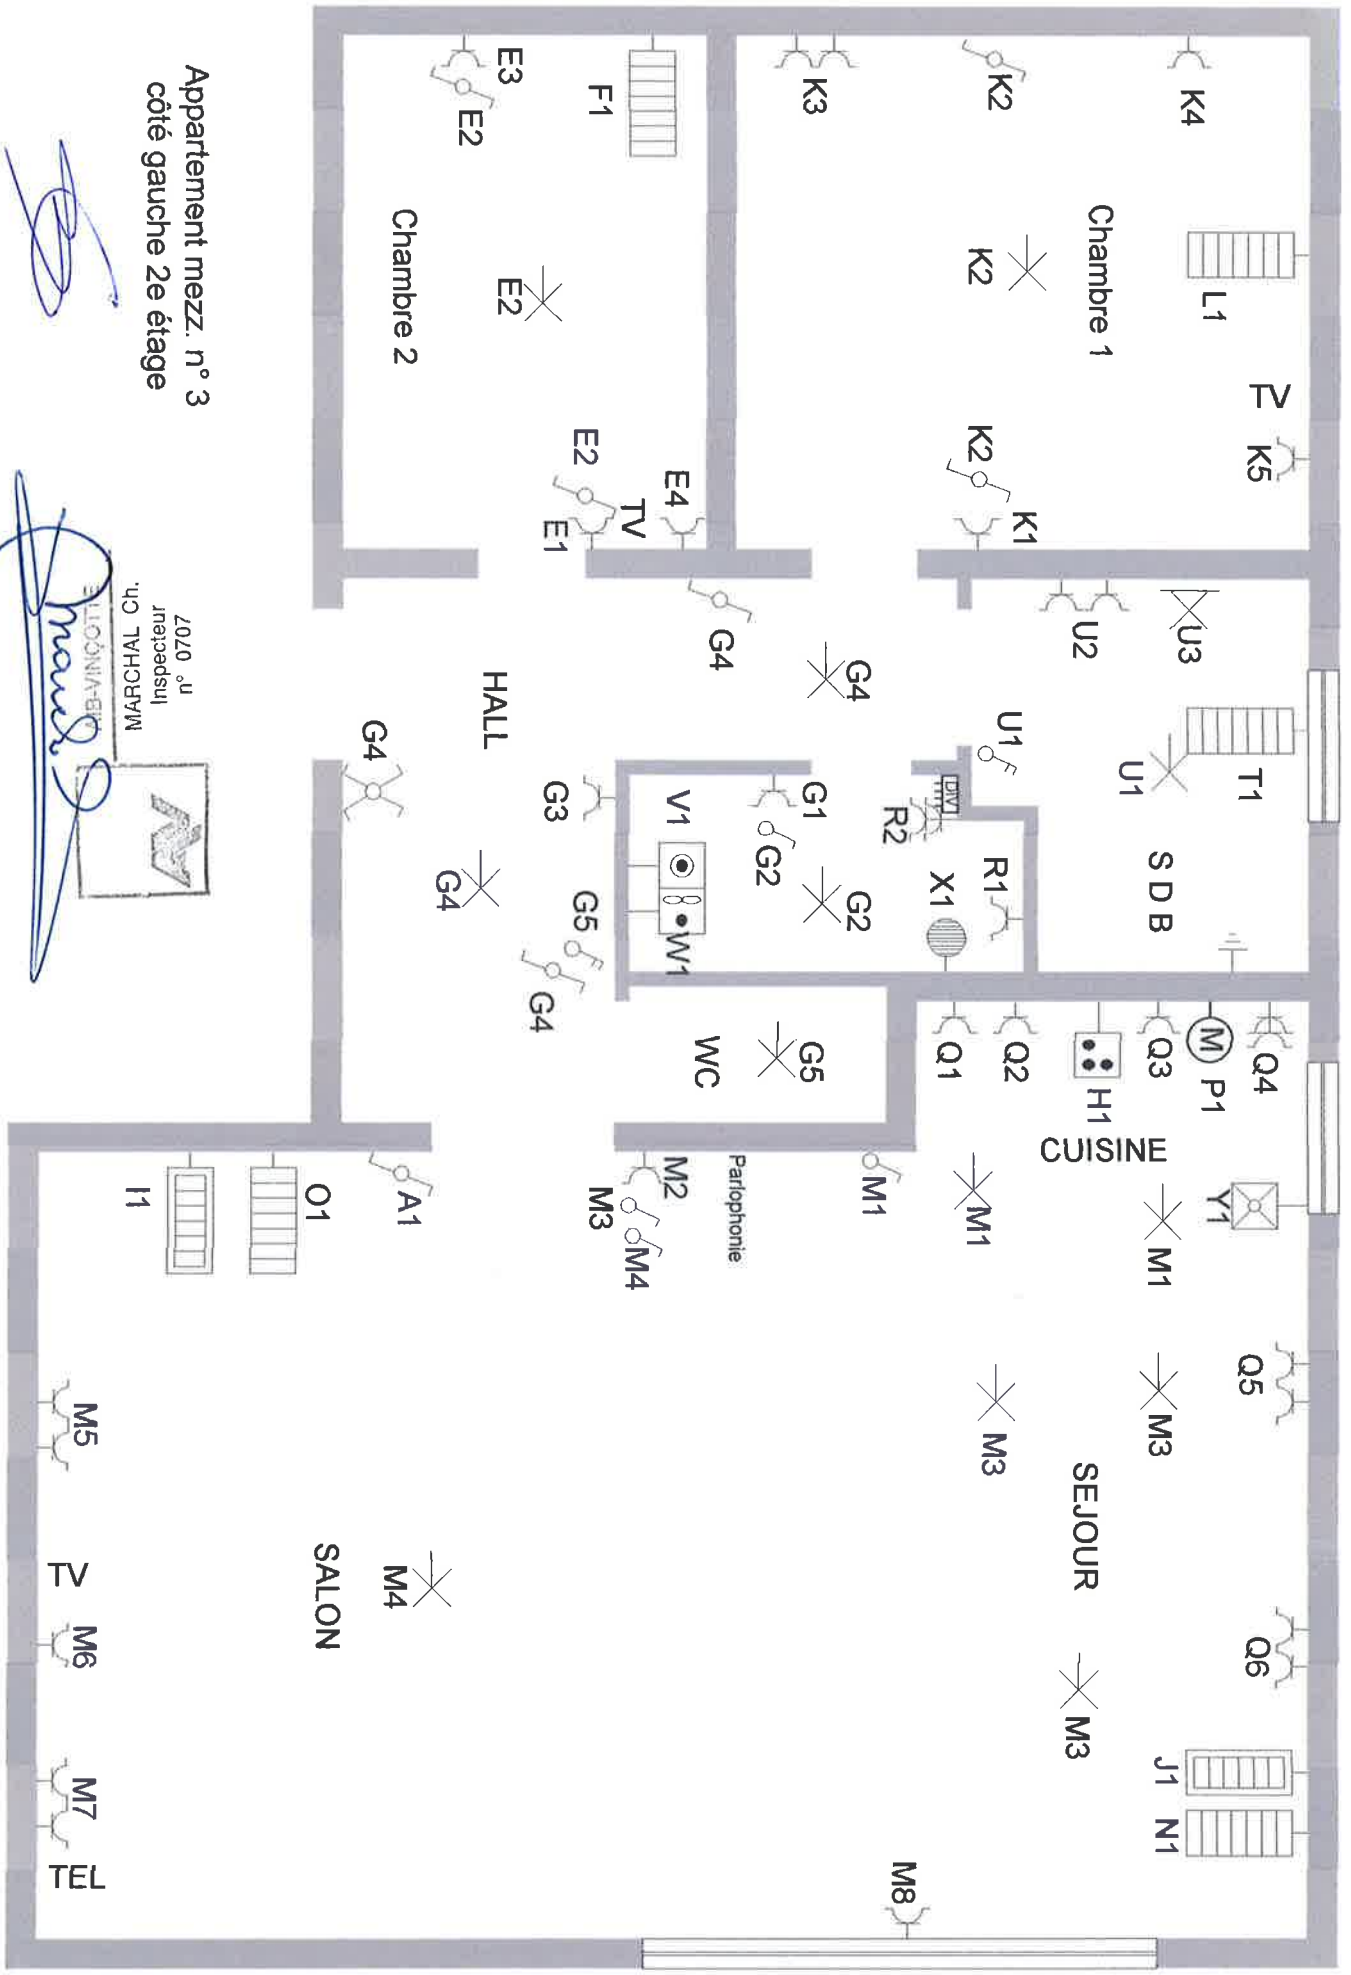 K4
L1
TV
K5
K2
K3
K2
Chambre 1
K2
K1
F1
E3
E2
E2
Chambre 2
E2
E4
TV
E1
U3
U2
U1
T1
U1
S D B
G4
G4
HALL
G4
G3
G4
G5
G4
V1
W1
G1
G2
G2
DIV
R2
R1
X1
WC
G5
Q4
P1
M
Q3
H1
Q2
Q1
CUISINE
Y1
M1
M1
M1
Parlophonie
M2
M3
M4
A1
O1
I1
Q5
M3
M3
SEJOUR
Q6
M3
J1
N1
M8
M4
SALON
M5
TV
M6
M7
TEL
Appartement mezz. n° 3
côté gauche 2e étage
n° 0707
Inspecteur
MARCHAL Ch.
AIB-VINÇOTTE